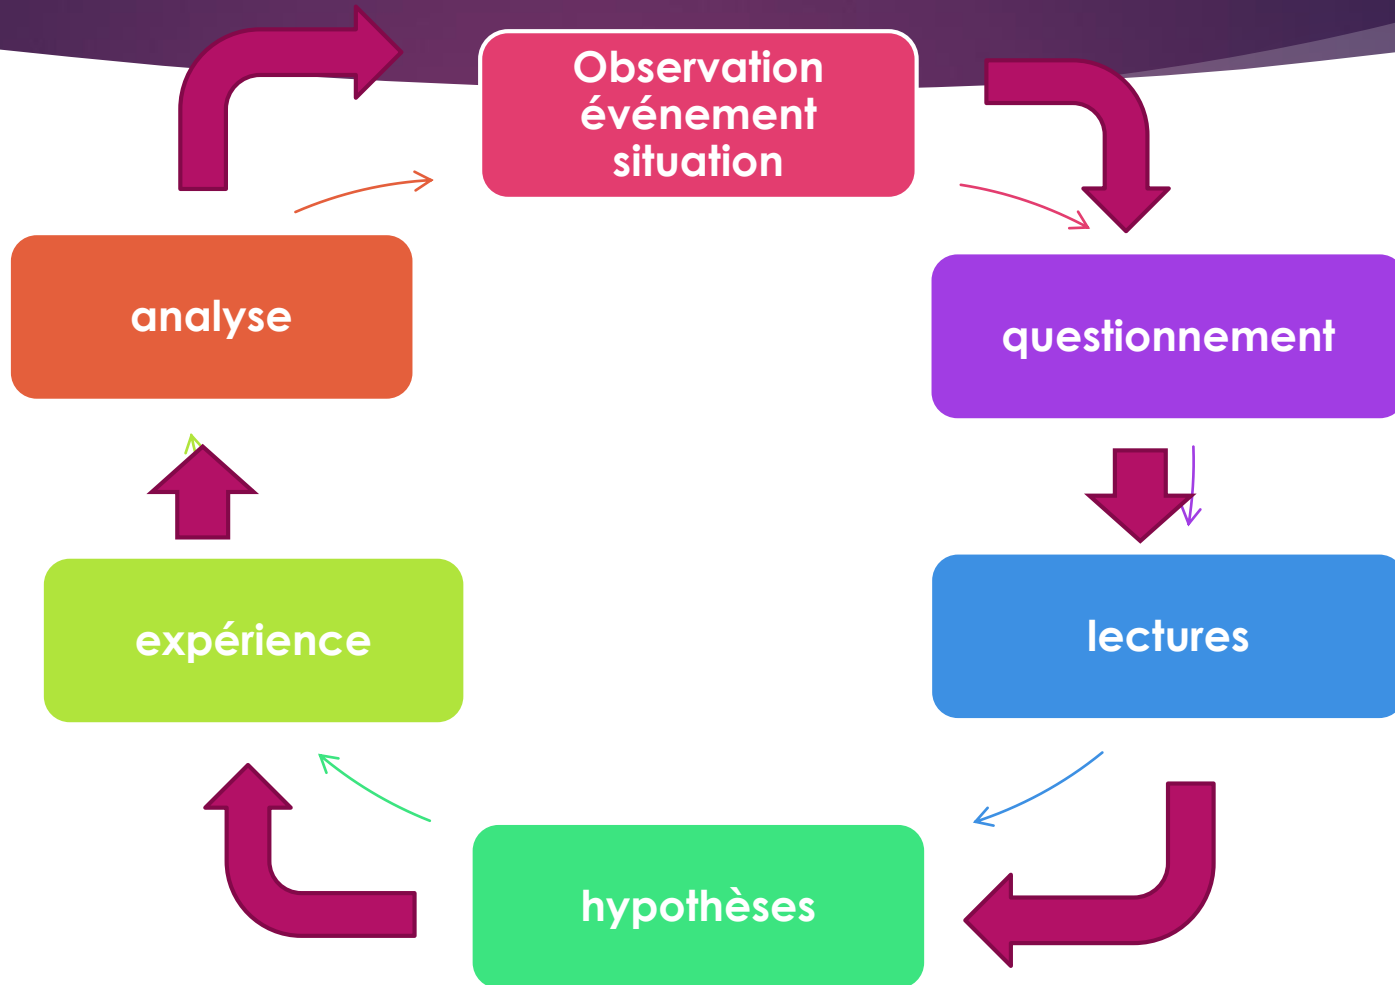 Observation
événement
situation
questionnement
lectures
hypothèses
expérience
analyse